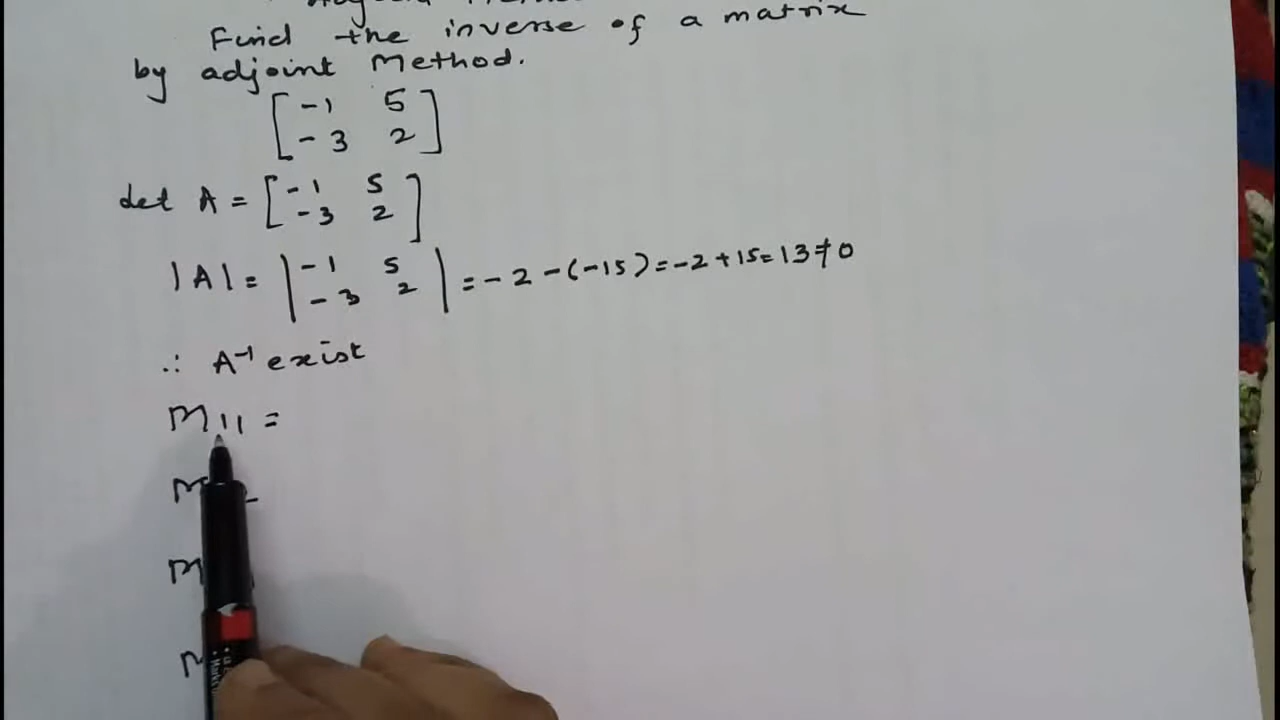 Find the inverse of a matrix
by adjoint Method.
[ -1 5
-3 2 ]
det A = [ -1 5
-3 2 ]
|A| = | -1 5
-3 2 | = -2 -(-15) = -2 + 15 = 13 ≠ 0
∴ A⁻¹ exist
M11 =
M
M
M